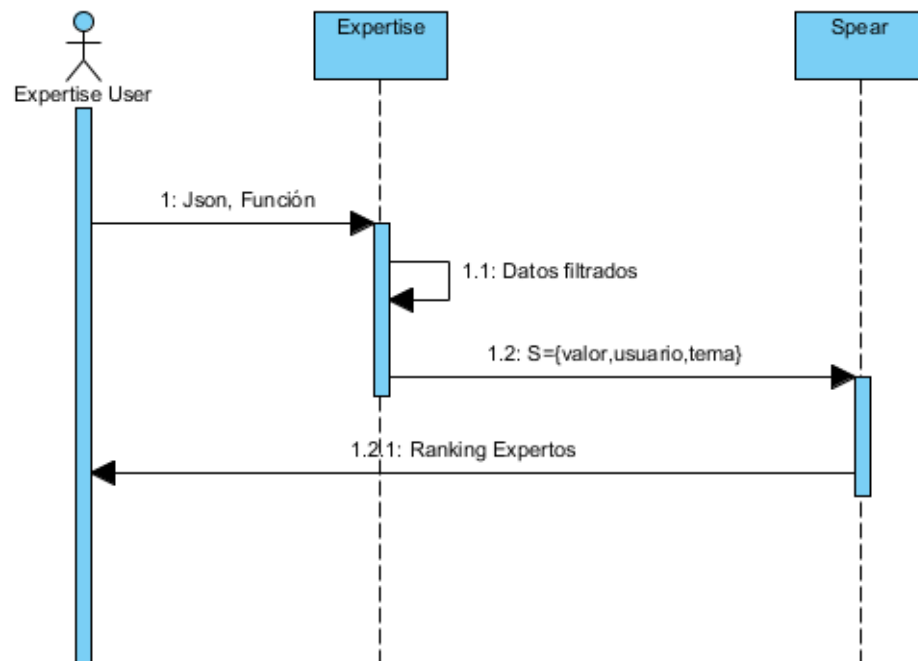 Expertise
Spear
Expertise User
1: Json, Función
1.1: Datos filtrados
1.2: S={valor,usuario,tema}
1.2.1: Ranking Expertos